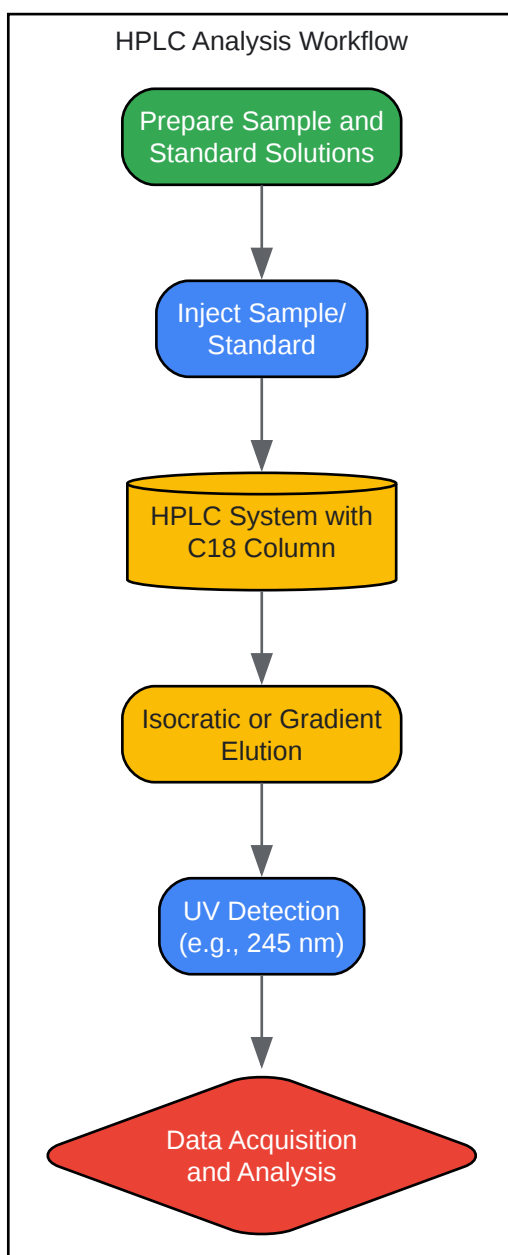 HPLC Analysis Workflow
Prepare Sample and
Standard Solutions
Inject Sample/
Standard
HPLC System with
C18 Column
Isocratic or Gradient
Elution
UV Detection
(e.g., 245 nm)
Data Acquisition
and Analysis